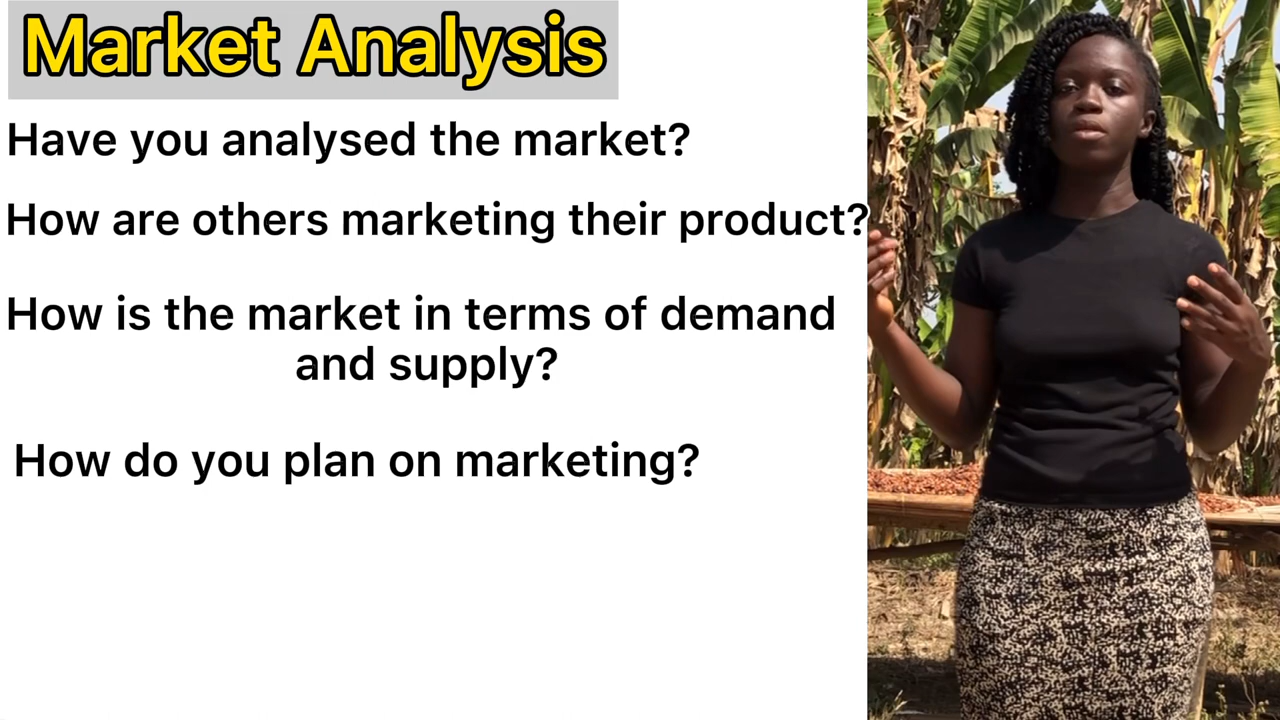 Market Analysis
Have you analysed the market?
How are others marketing their product?
How is the market in terms of demand
and supply?
How do you plan on marketing?